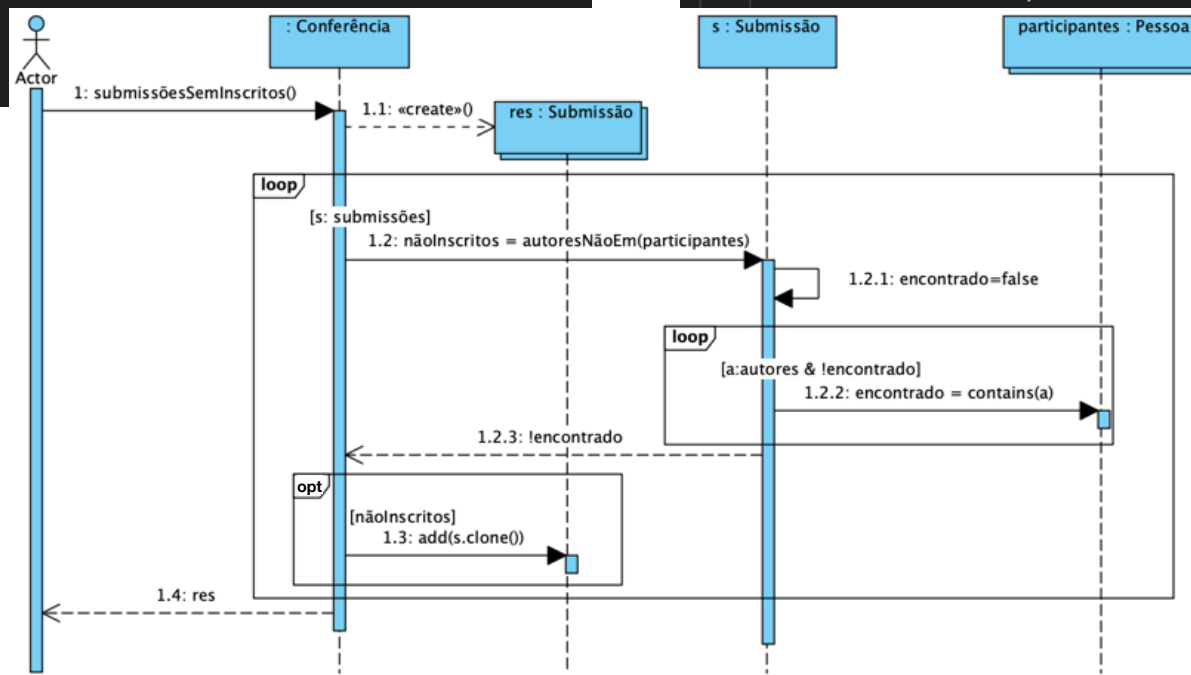 : Conferência
s : Submissão
participantes : Pessoa
Actor
1: submissõesSemInscritos()
1.1: «create»()
res : Submissão
loop
[s: submissões]
1.2: nãoInscritos = autoresNãoEm(participantes)
1.2.1: encontrado=false
loop
[a:autores & !encontrado]
1.2.2: encontrado = contains(a)
1.2.3: !encontrado
opt
[nãoInscritos]
1.3: add(s.clone())
1.4: res